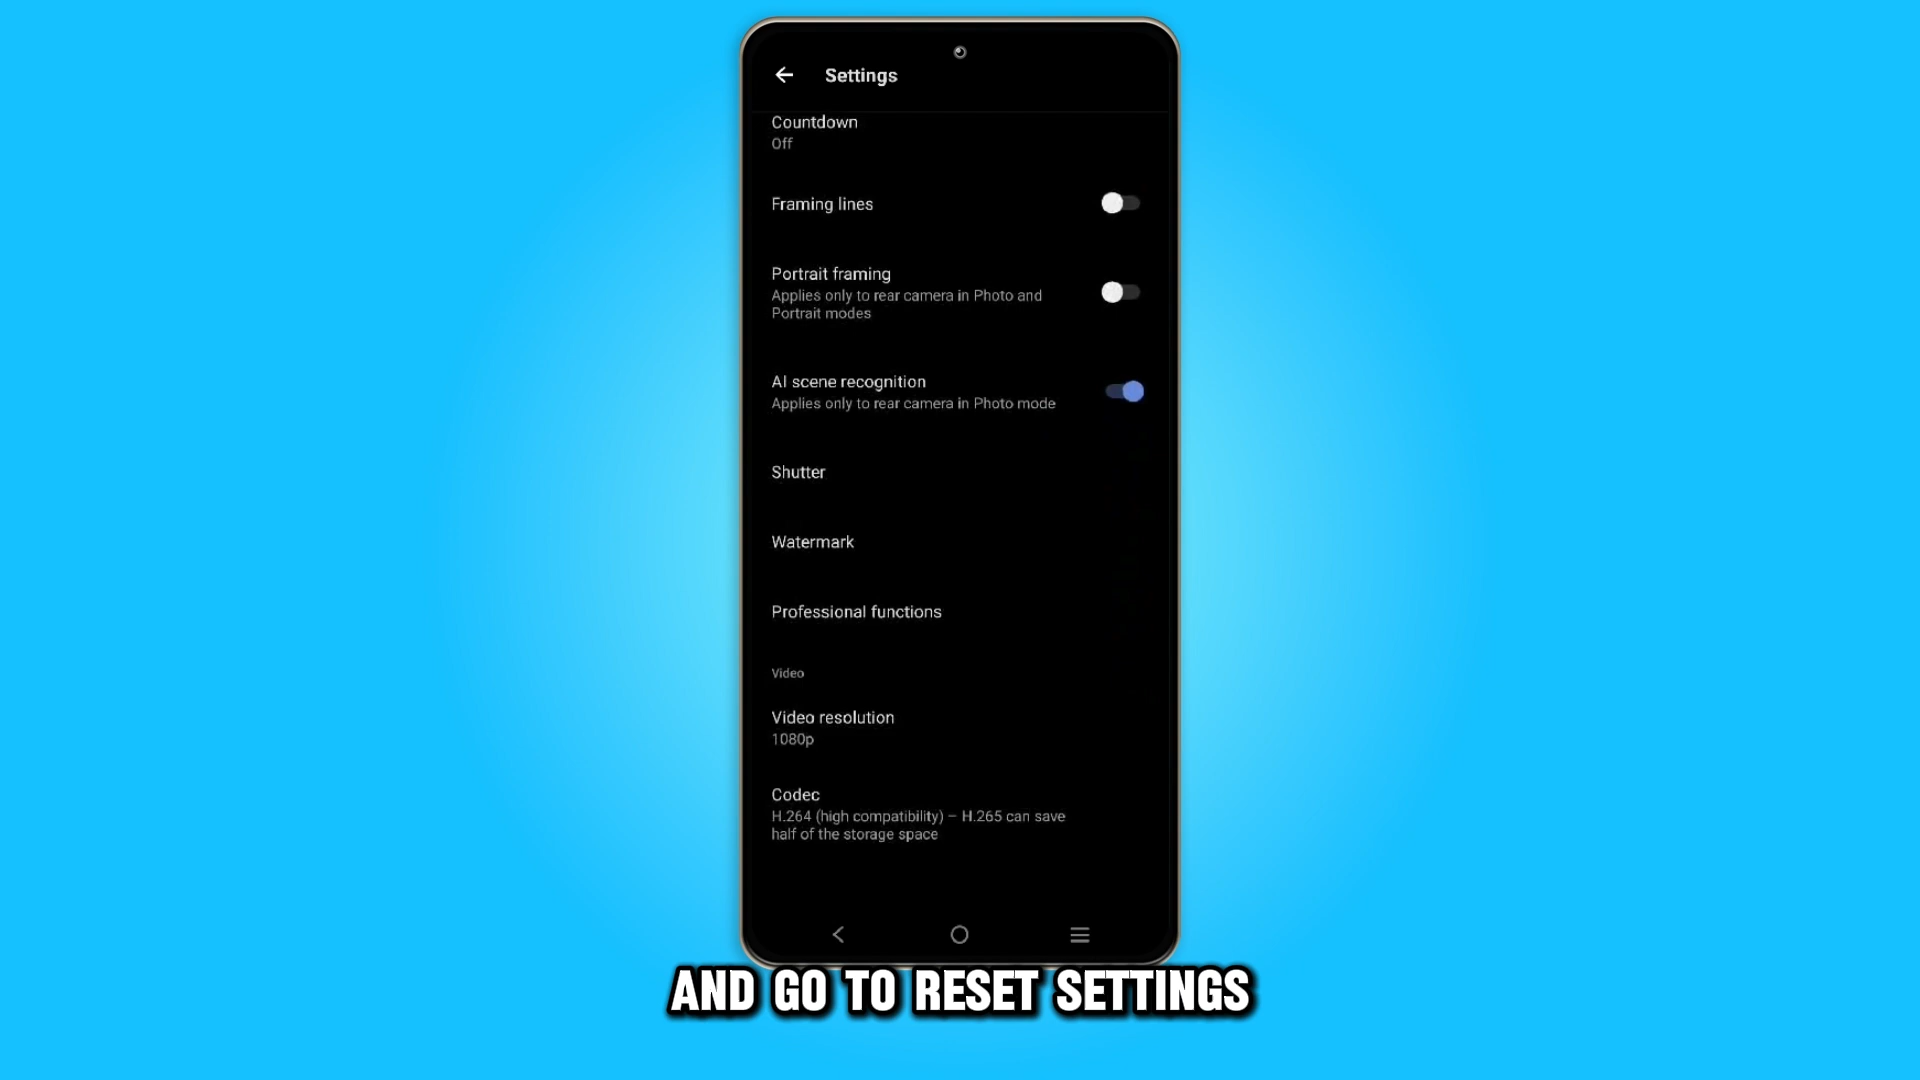 Settings
Countdown
Off
Framing lines
Portrait framing
Applies only to rear camera in Photo and
Portrait modes
AI scene recognition
Applies only to rear camera in Photo mode
Shutter
Watermark
Professional functions
Video
Video resolution
1080p
Codec
H.264 (high compatibility) – H.265 can save
half of the storage space
AND GO TO RESET SETTINGS